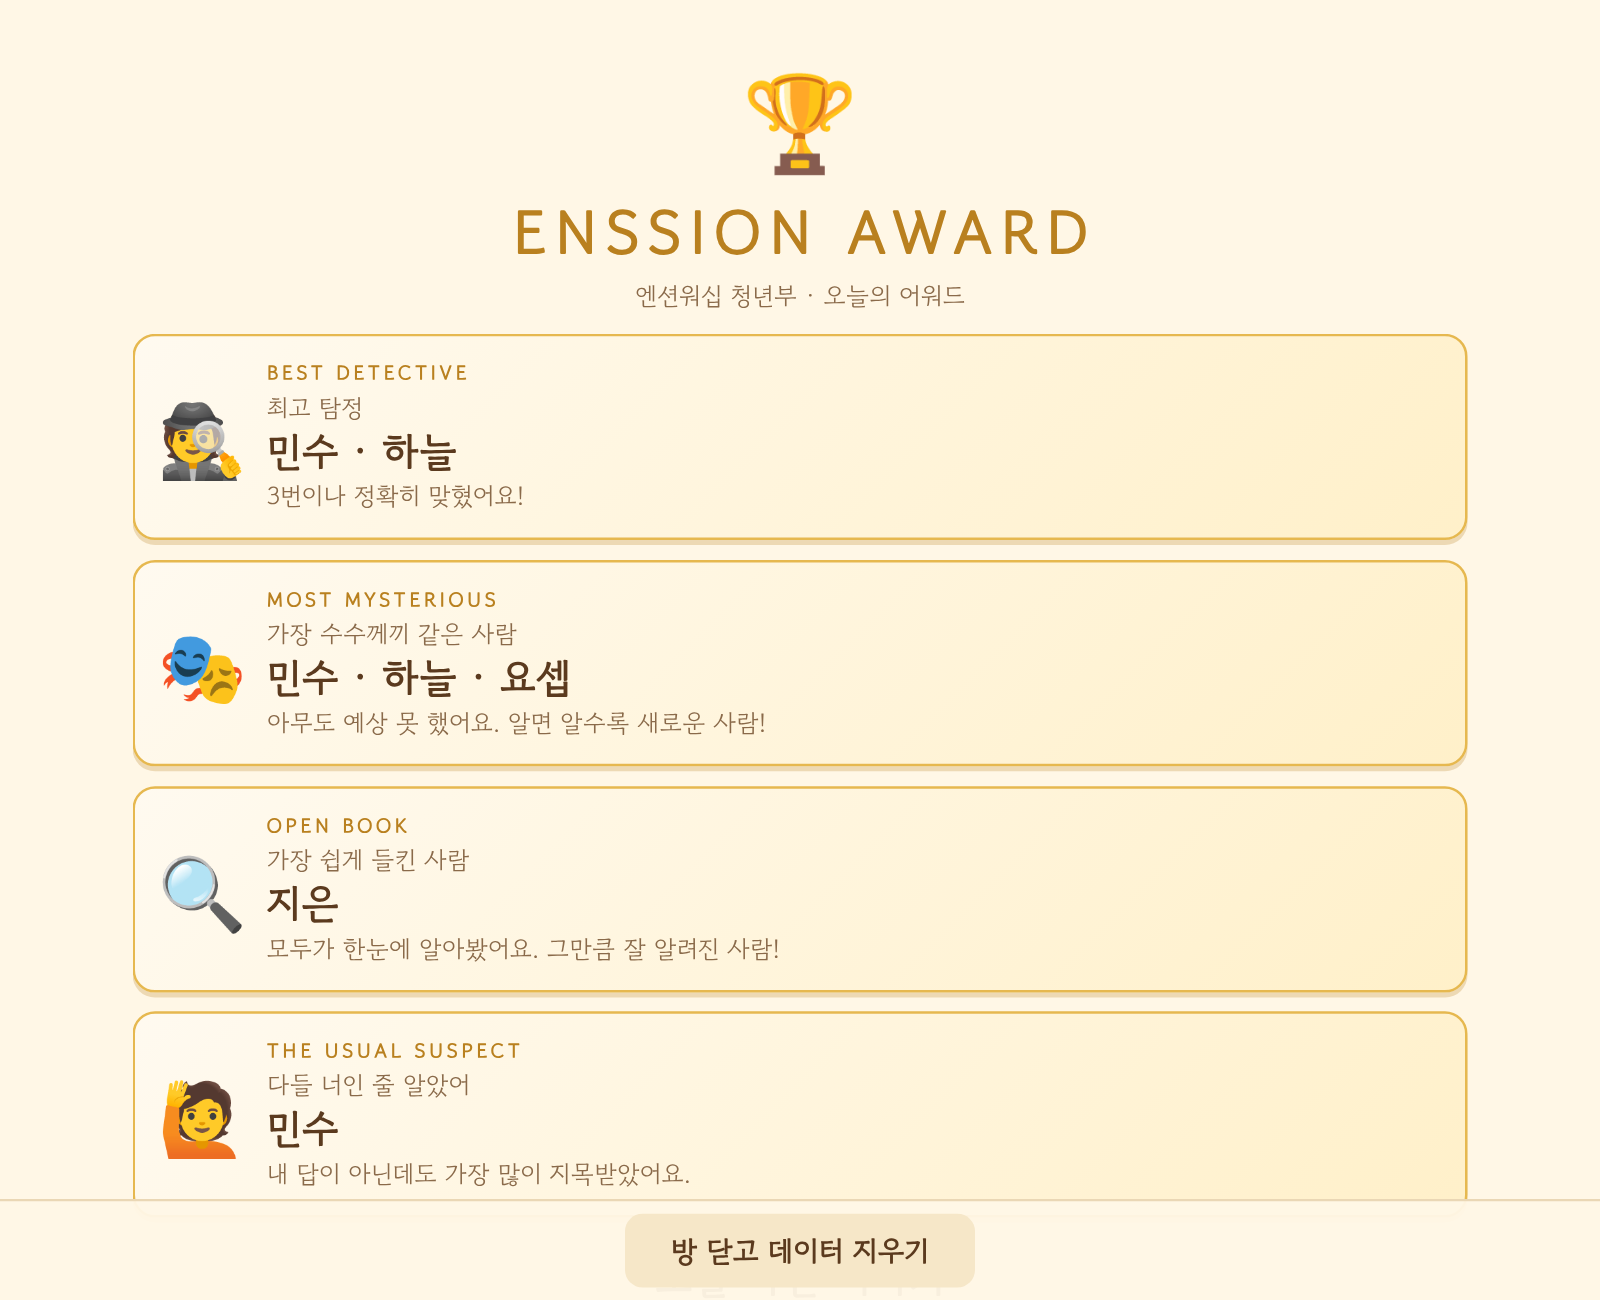 ENSSION AWARD
엔션워십 청년부 · 오늘의 어워드
BEST DETECTIVE
최고 탐정
민수 · 하늘
3번이나 정확히 맞혔어요!
MOST MYSTERIOUS
가장 수수께끼 같은 사람
민수 · 하늘 · 요셉
아무도 예상 못 했어요. 알면 알수록 새로운 사람!
OPEN BOOK
가장 쉽게 들킨 사람
지은
모두가 한눈에 알아봤어요. 그만큼 잘 알려진 사람!
THE USUAL SUSPECT
다들 너인 줄 알았어
민수
내 답이 아닌데도 가장 많이 지목받았어요.
방 닫고 데이터 지우기